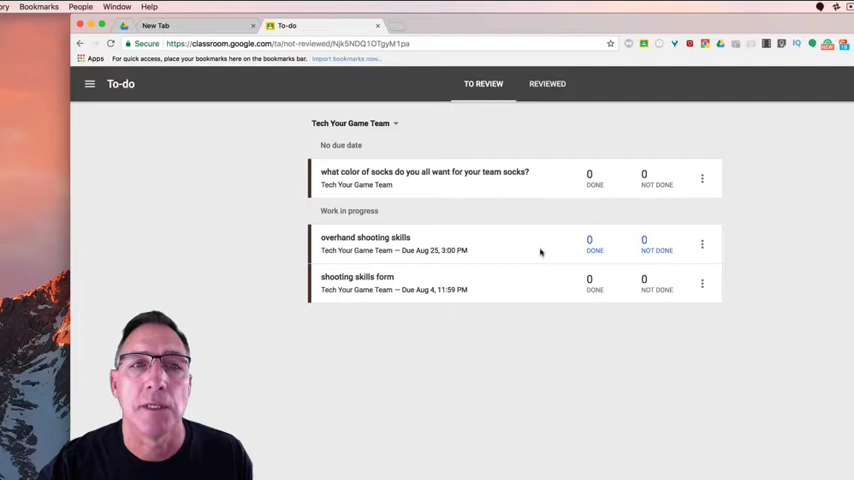 ory Bookmarks People Window Help
New Tab × To-do ×
Secure https://classroom.google.com/ta/not-reviewed/Njk5NDQ1OTgyM1pa
Apps For quick access, place your bookmarks here on the bookmarks bar. Import bookmarks now...
To-do TO REVIEW REVIEWED
Tech Your Game Team
No due date
what color of socks do you all want for your team socks? 0 0
Tech Your Game Team DONE NOT DONE
Work in progress
overhand shooting skills 0 0
Tech Your Game Team — Due Aug 25, 3:00 PM DONE NOT DONE
shooting skills form 0 0
Tech Your Game Team — Due Aug 4, 11:59 PM DONE NOT DONE